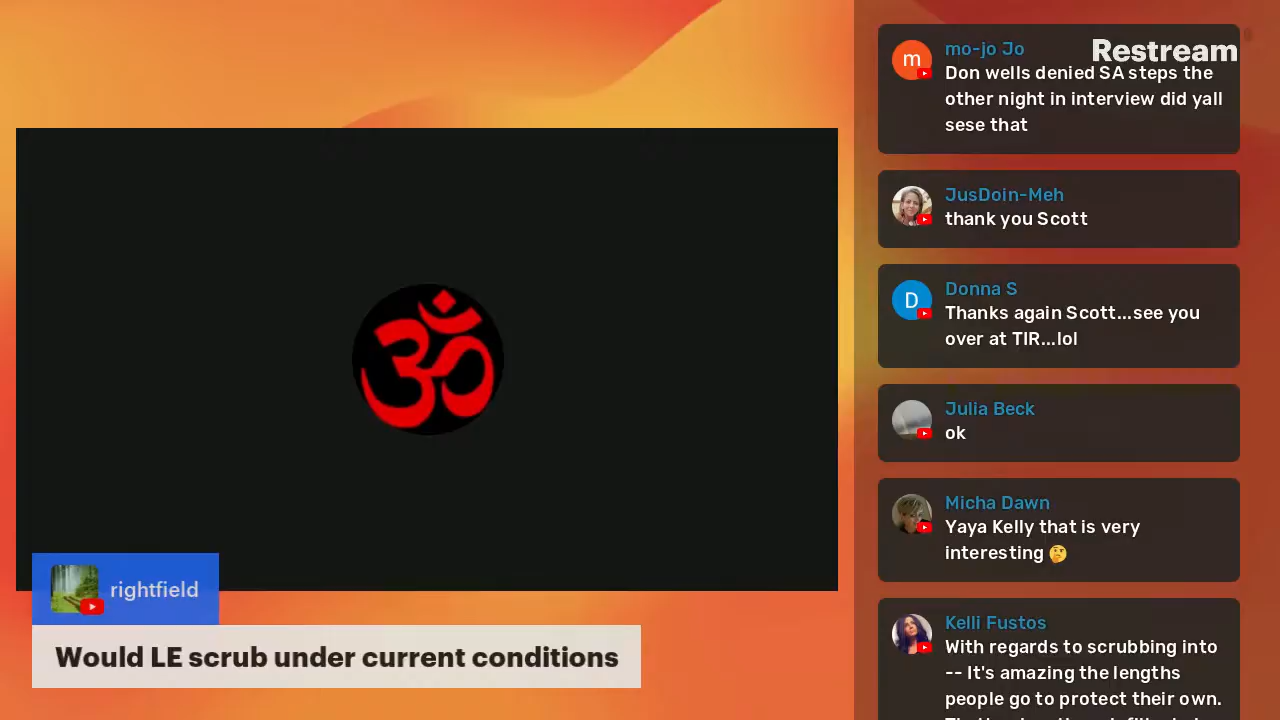 Restream
mo-jo Jo
Don wells denied SA steps the
other night in interview did yall
sese that
JusDoin-Meh
thank you Scott
Donna S
Thanks again Scott...see you
over at TIR...lol
Julia Beck
ok
Micha Dawn
Yaya Kelly that is very
interesting 🤔
Kelli Fustos
With regards to scrubbing into
-- It's amazing the lengths
people go to protect their own.
ॐ
rightfield
Would LE scrub under current conditions